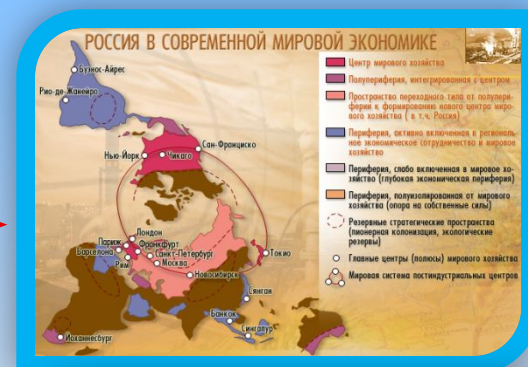 РОССИЯ В СОВРЕМЕННОЙ МИРОВОЙ ЭКОНОМИКЕ
Буэнос-Айрес
Рио-де-Жанейро
Нью-Йорк
Чикаго
Сан-Франциско
Лондон
Париж
Франкфурт
Барселона
Санкт-Петербург
Рим
Москва
Новосибирск
Токио
Сянган
Банкок
Сингапур
Йоханнесбург
Центр мирового хозяйства
Полупериферия, интегрированная с центром
Пространство переходного типа от полупери-
ферии к формированию нового центра миро-
вого хозяйства ( в т.ч. Россия)
Периферия, активно включенная в региональ-
ное экономическое сотрудничество и мировое
хозяйство
Периферия, слабо включенная в мировое хо-
зяйство (глубокая экономическая периферия)
Периферия, полуизолированная от мирового
хозяйства (опора на собственные силы)
Резервные стратегические пространства
(пионерная колонизация, экологические
резервы)
Главные центры (полюсы) мирового хозяйства
Мировая система постиндустриальных центров